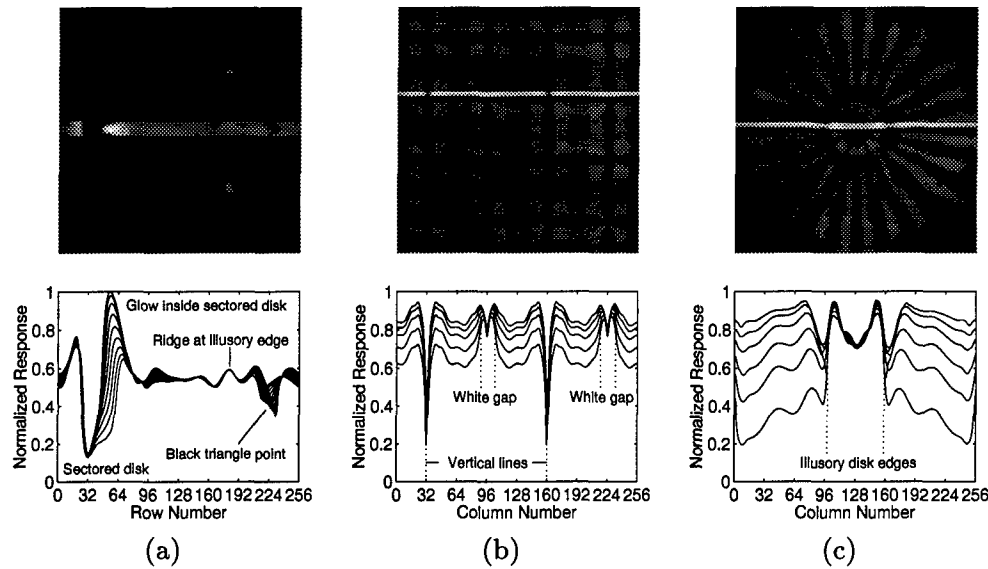 Normalized Response
1
0.8
0.6
0.4
0.2
0
Glow inside sectored disk
Ridge at Illusory edge
Black triangle point
Sectored disk
0 32 64 96 128 160 192 224 256
Row Number
(a)
Normalized Response
1
0.8
0.6
0.4
0.2
0
White gap White gap
Vertical lines
0 32 64 96 128 160 192 224 256
Column Number
(b)
Normalized Response
1
0.8
0.6
0.4
0.2
0
Illusory disk edges
0 32 64 96 128 160 192 224 256
Column Number
(c)